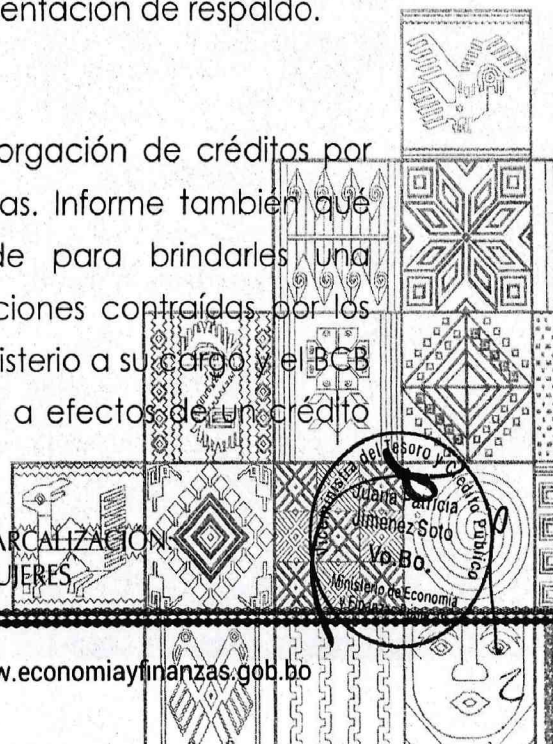 entación de respaldo.
orgación de créditos por
as. Informe también qué
de para brindarles una
ciones contraídas por los
isterio a su cargo y el BCB
a efectos de un crédito
Viceministra del Tesoro y Crédito Público
Juana Patricia
Jiménez Soto
Vo.Bo.
Ministerio de Economía
y Finanzas
ARCALIZACIÓN
UJERES
w.economiayfinanzas.gob.bo